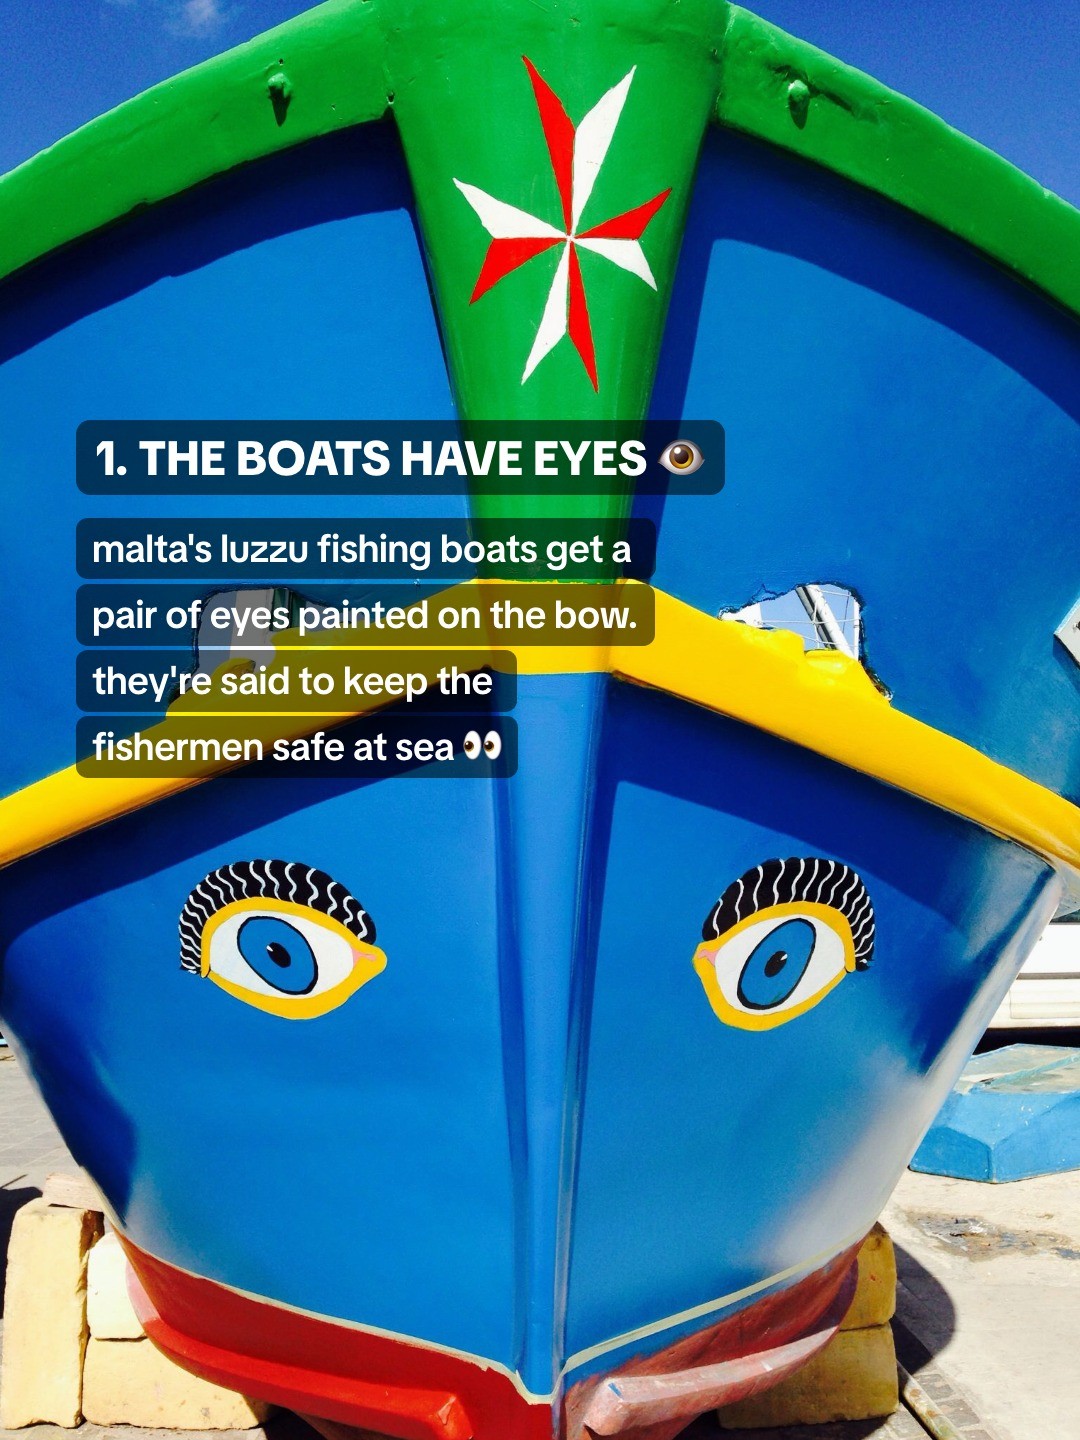 1. THE BOATS HAVE EYES 👁️
malta's luzzu fishing boats get a
pair of eyes painted on the bow.
they're said to keep the
fishermen safe at sea 👀